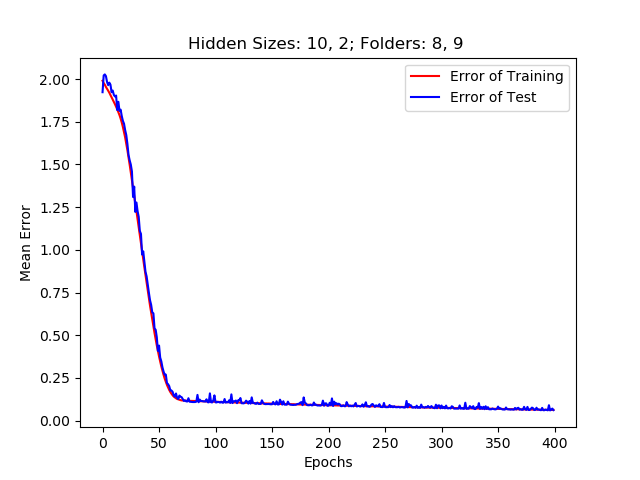 Hidden Sizes: 10, 2; Folders: 8, 9
Error of Training
Error of Test
2.00
1.75
1.50
1.25
1.00
0.75
0.50
0.25
0.00
Mean Error
0 50 100 150 200 250 300 350 400
Epochs